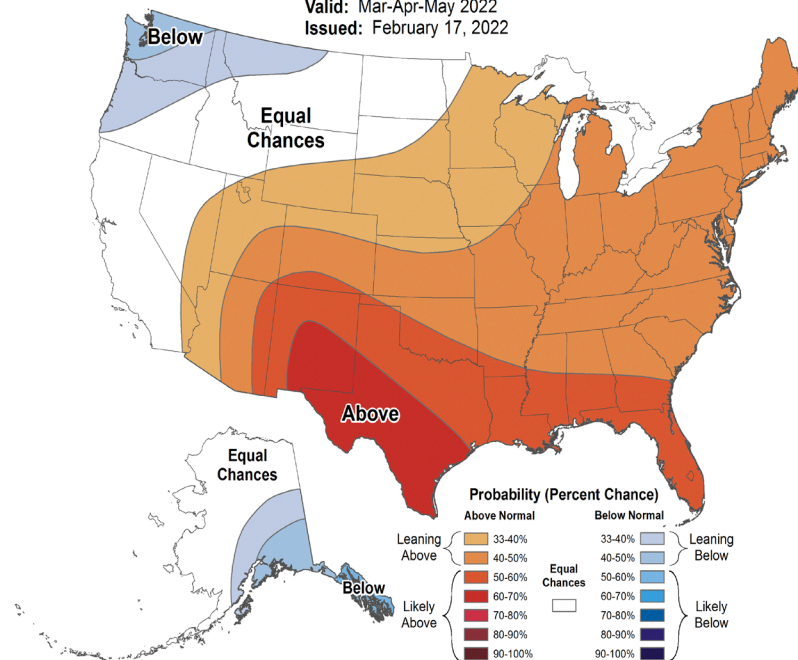 Valid: Mar-Apr-May 2022
Issued: February 17, 2022
Below
Equal
Chances
Above
Equal
Chances
Below
Probability (Percent Chance)
Above Normal
Below Normal
Leaning
Above
33-40%
40-50%
Likely
Above
50-60%
60-70%
70-80%
80-90%
90-100%
Equal
Chances
33-40%
40-50%
Leaning
Below
50-60%
60-70%
70-80%
80-90%
90-100%
Likely
Below